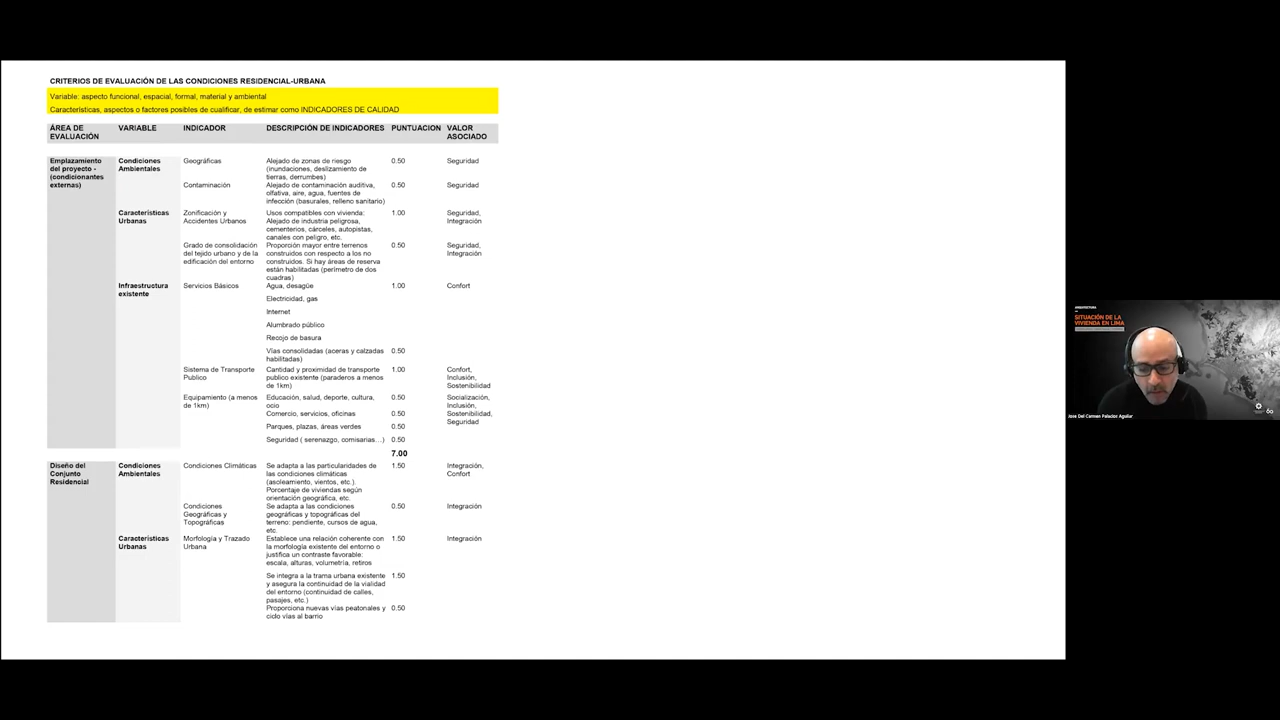 CRITERIOS DE EVALUACIÓN DE LAS CONDICIONES RESIDENCIAL-URBANA
Variable: aspecto funcional, espacial, formal, material y ambiental
Características, aspectos o factores posibles de cualificar, de estimar como INDICADORES DE CALIDAD
ÁREA DE EVALUACIÓN
VARIABLE
INDICADOR
DESCRIPCIÓN DE INDICADORES
PUNTUACION
VALOR ASOCIADO
Emplazamiento
del proyecto -
(condicionantes
externas)
Condiciones
Ambientales
Geográficas
Alejado de zonas de riesgo
(inundaciones, deslizamiento de
tierras, derrumbes)
0.50
Seguridad
Contaminación
Alejado de contaminación auditiva,
olfativa, aire, agua, fuentes de
infección (basurales, relleno sanitario)
0.50
Seguridad
Características
Urbanas
Zonificación y
Accidentes Urbanos
Usos compatibles con vivienda:
Alejado de industria peligrosa,
cementerios, cárceles, autopistas,
canales con peligro, etc.
1.00
Seguridad,
Integración
Grado de consolidación
del tejido urbano y de la
edificación del entorno
Proporción mayor entre terrenos
construidos con respecto a los no
construidos. Si hay áreas de reserva
están habilitadas (perímetro de dos
cuadras)
0.50
Seguridad,
Integración
Infraestructura
existente
Servicios Básicos
Agua, desagüe
1.00
Confort
Electricidad, gas
Internet
Alumbrado público
Recojo de basura
Vías consolidadas (aceras y calzadas
habilitadas)
0.50
Sistema de Transporte
Publico
Cantidad y proximidad de transporte
publico existente (paraderos a menos
de 1km)
1.00
Confort,
Inclusión,
Sostenibilidad
Equipamiento (a menos
de 1km)
Educación, salud, deporte, cultura,
ocio
0.50
Socialización,
Inclusión,
Sostenibilidad,
Seguridad
Comercio, servicios, oficinas
0.50
Parques, plazas, áreas verdes
0.50
Seguridad ( serenazgo, comisarias…)
0.50
7.00
Diseño del
Conjunto
Residencial
Condiciones
Ambientales
Condiciones Climáticas
Se adapta a las particularidades de
las condiciones climáticas
(asoleamiento, vientos, etc.).
Porcentaje de viviendas según
orientación geográfica, etc.
1.50
Integración,
Confort
Condiciones
Geográficas y
Topográficas
Se adapta a las condiciones
geográficas y topográficas del
terreno: pendiente, cursos de agua,
etc.
0.50
Integración
Características
Urbanas
Morfología y Trazado
Urbana
Establece una relación coherente con
la morfología existente del entorno o
justifica un contraste favorable:
escala, alturas, volumetría, retiros
1.50
Integración
Se integra a la trama urbana existente
y asegura la continuidad de la vialidad
del entorno (continuidad de calles,
pasajes, etc.)
1.50
Proporciona nuevas vías peatonales y
ciclo vías al barrio
0.50
ARQUITECTURA
SITUACIÓN DE LA
VIVIENDA EN LIMA
Jose Del Carmen Palacios Aguilar